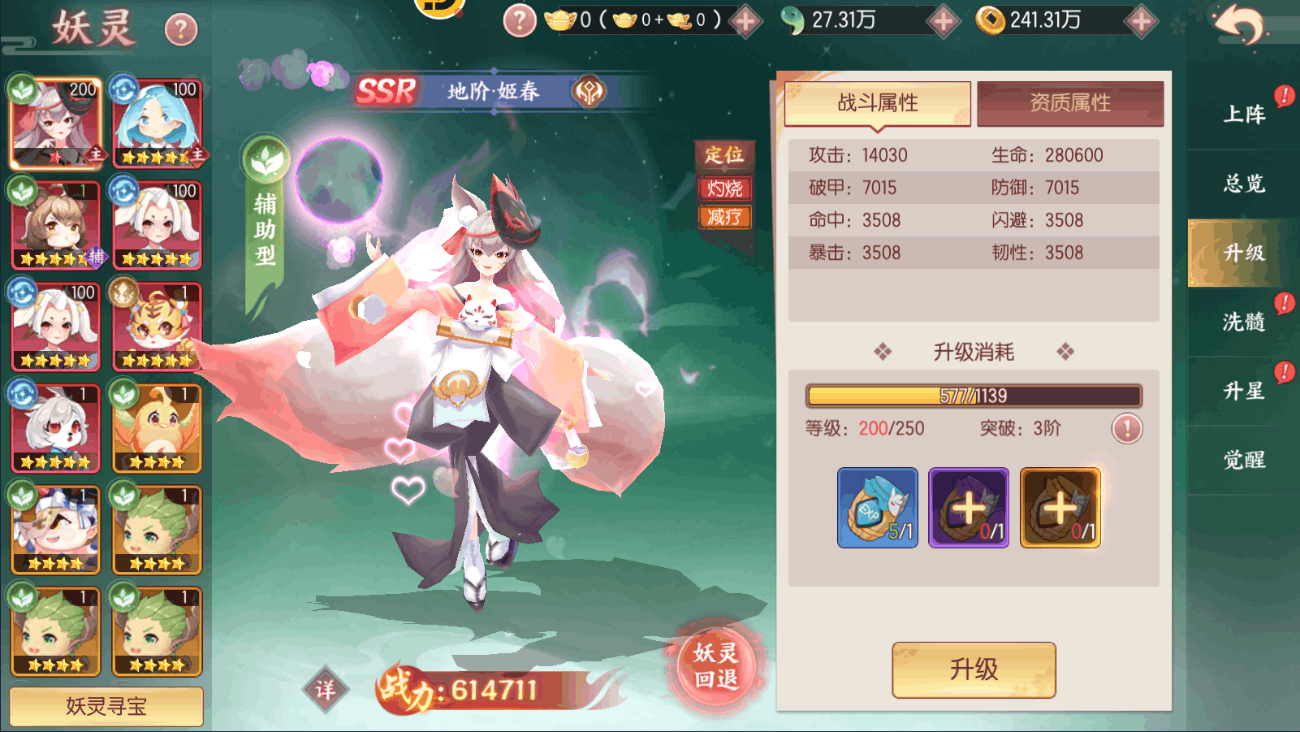 妖灵
?
?
0（
0+
0）
27.31万
241.31万
200
主
100
主
1
辅
100
100
1
1
1
1
1
1
1
妖灵寻宝
SSR
地阶·姬春
辅助型
定位
灼烧
减疗
详
战力:614711
妖灵
回退
战斗属性
资质属性
攻击：14030
生命：280600
破甲：7015
防御：7015
命中：3508
闪避：3508
暴击：3508
韧性：3508
升级消耗
577/1139
等级：200/250
突破：3阶
!
EXP
5/1
0/1
0/1
升级
上阵
!
总览
升级
洗髓
!
升星
!
觉醒